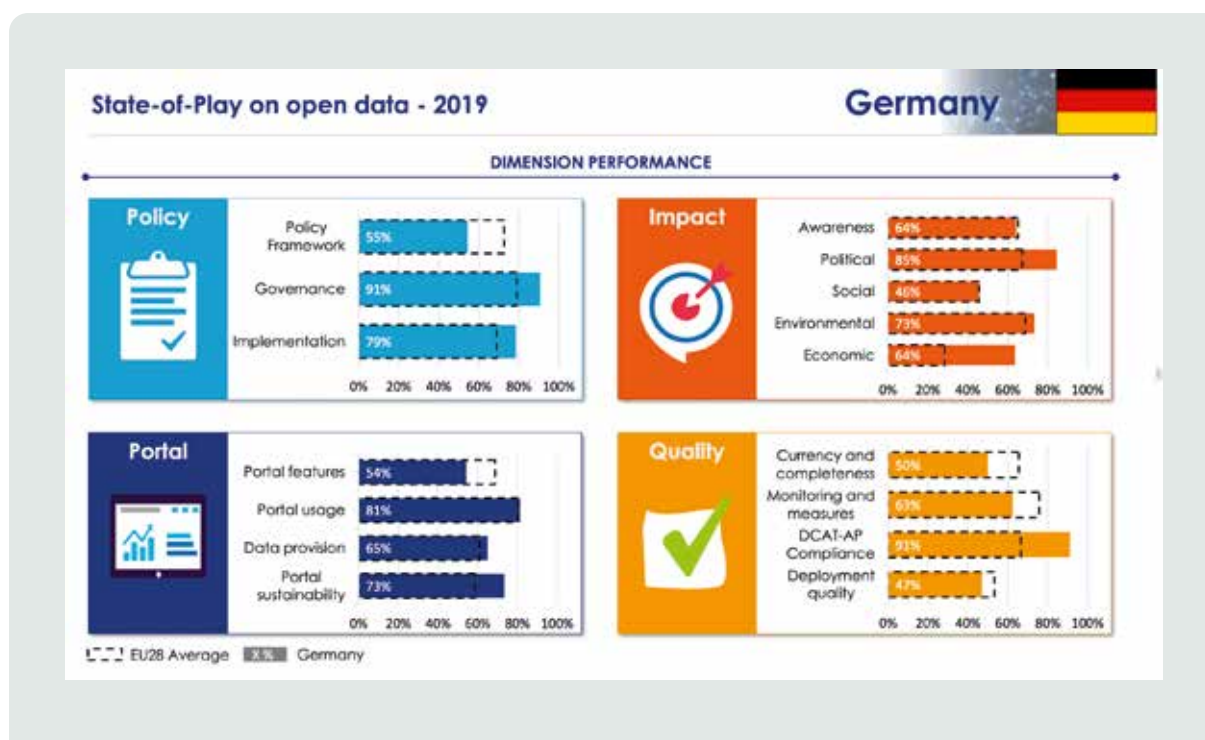 State-of-Play on open data - 2019
Germany
DIMENSION PERFORMANCE
Policy
Policy
Framework
55%
Governance
91%
Implementation
79%
0% 20% 40% 60% 80% 100%
Impact
Awareness
64%
Political
85%
Social
46%
Environmental
73%
Economic
64%
0% 20% 40% 60% 80% 100%
Portal
Portal features
54%
Portal usage
81%
Data provision
65%
Portal
sustainability
73%
0% 20% 40% 60% 80% 100%
Quality
Currency and
completeness
50%
Monitoring and
measures
63%
DCAT-AP
Compliance
91%
Deployment
quality
47%
0% 20% 40% 60% 80% 100%
EU28 Average
X%
Germany